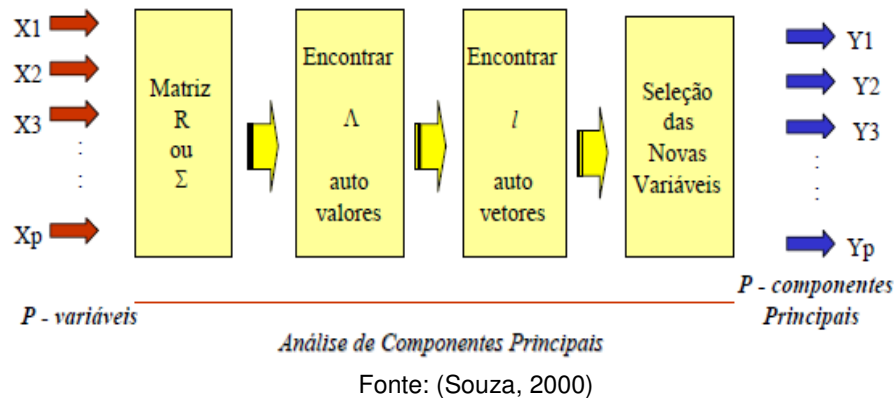 X1
X2
X3
:
:
Xp
P - variáveis
Matriz
R
ou
Σ
Encontrar
Λ
auto
valores
Encontrar
l
auto
vetores
Seleção
das
Novas
Variáveis
Y1
Y2
Y3
:
:
Yp
P - componentes
Principais
Análise de Componentes Principais
Fonte: (Souza, 2000)